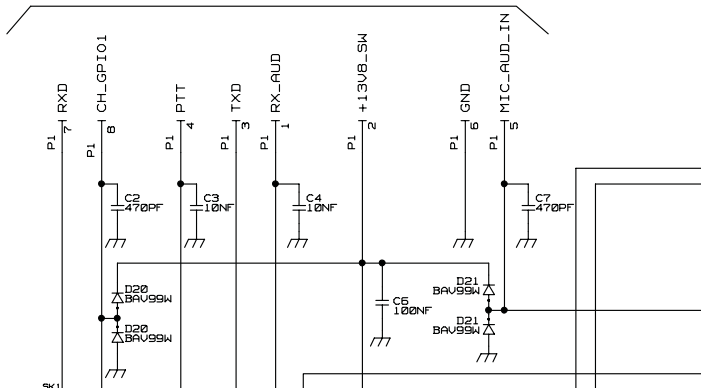 RXD
CH_GPIO1
PTT
TXD
RX_AUD
+13V8_SW
GND
MIC_AUD_IN
P1 7
P1 8
P1 4
P1 3
P1 1
P1 2
P1 6
P1 5
C2
470PF
C3
10NF
C4
10NF
C7
470PF
D20
BAV99W
D20
BAV99W
C6
100NF
D21
BAV99W
D21
BAV99W
SK1